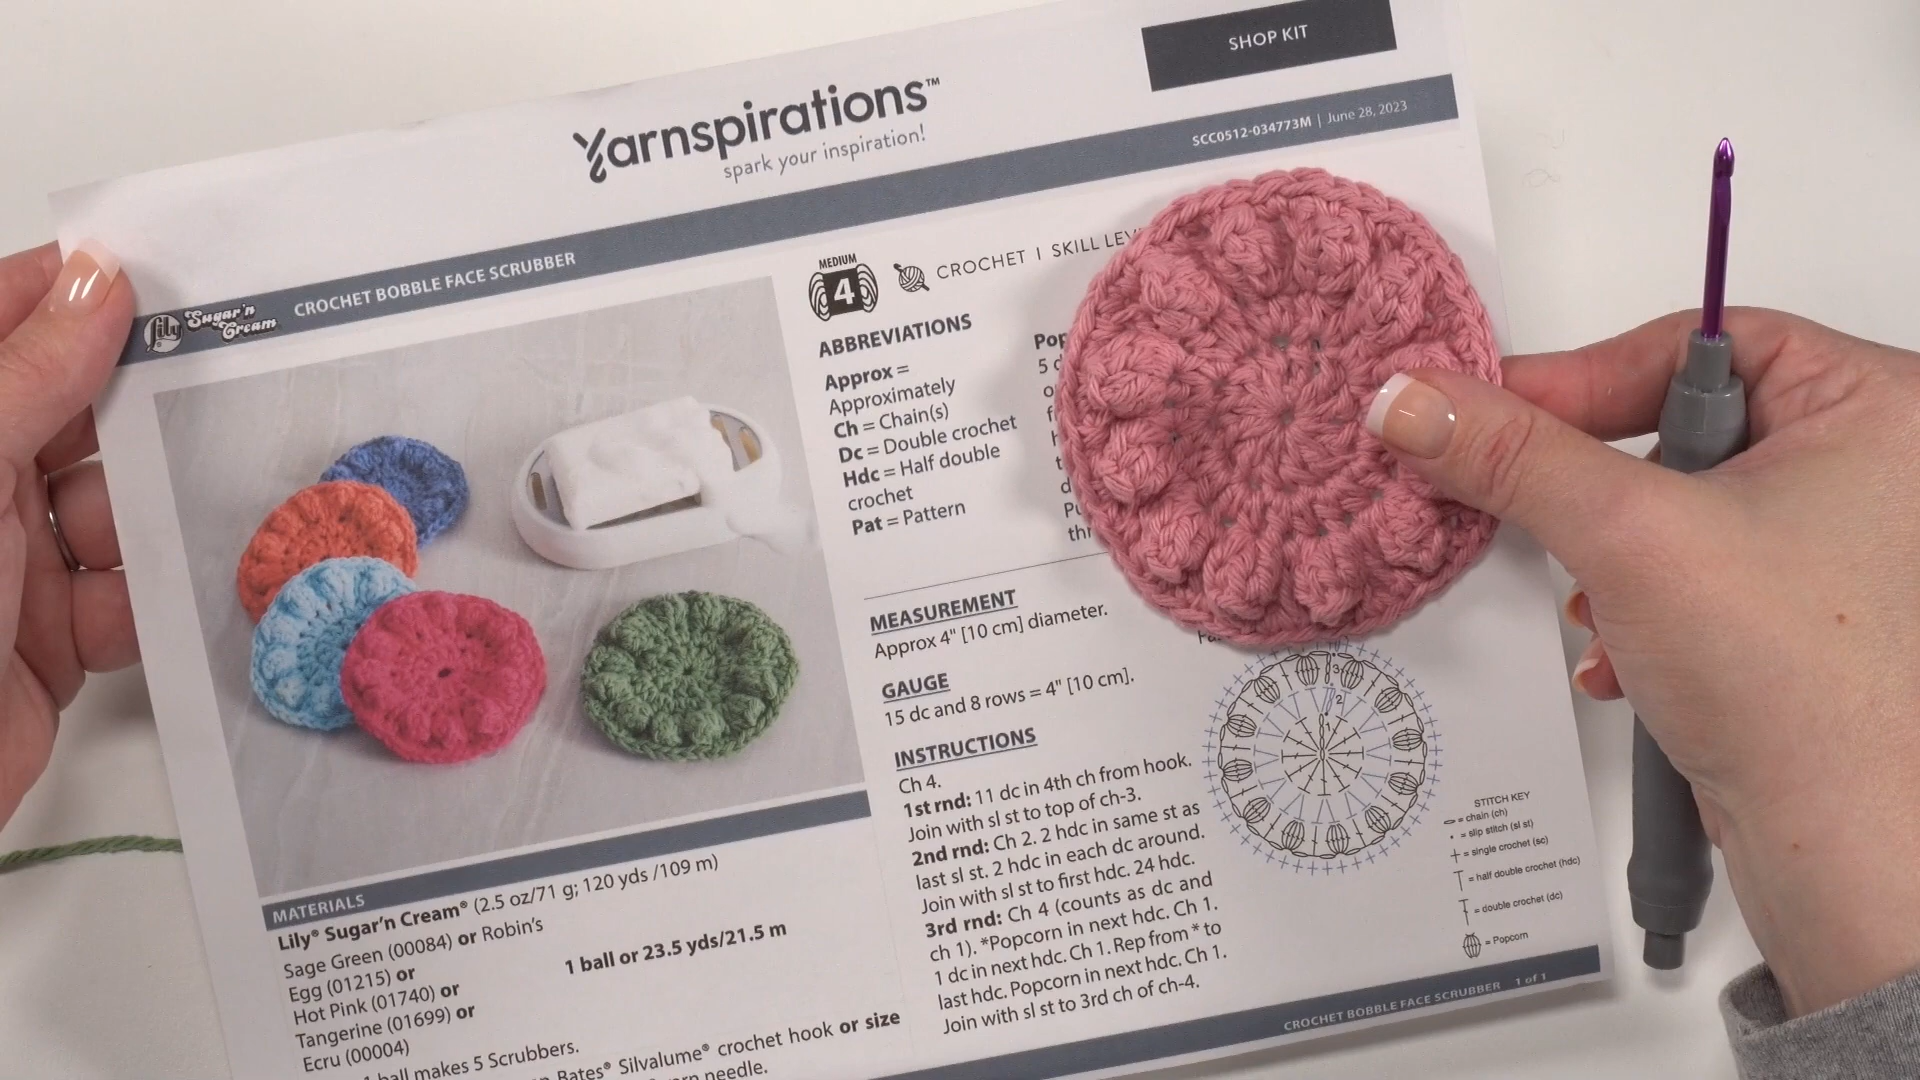 SHOP KIT
Yarnspirations™
spark your inspiration!
SCC0512-034773M | June 28, 2023
Lily Sugar'n Cream
CROCHET BOBBLE FACE SCRUBBER
MEDIUM
4
CROCHET | SKILL
ABBREVIATIONS
Approx =
Approximately
Ch = Chain(s)
Dc = Double crochet
Hdc = Half double
crochet
Pat = Pattern
5
MEASUREMENT
Approx 4" [10 cm] diameter.
GAUGE
15 dc and 8 rows = 4" [10 cm].
INSTRUCTIONS
Ch 4.
1st rnd: 11 dc in 4th ch from hook.
Join with sl st to top of ch-3.
2nd rnd: Ch 2. 2 hdc in same st as
last sl st. 2 hdc in each dc around.
Join with sl st to first hdc. 24 hdc.
3rd rnd: Ch 4 (counts as dc and
ch 1). *Popcorn in next hdc. Ch 1.
1 dc in next hdc. Ch 1. Rep from * to
last hdc. Popcorn in next hdc. Ch 1.
Join with sl st to 3rd ch of ch-4.
3
2
1
STITCH KEY
= chain (ch)
= slip stitch (sl st)
= single crochet (sc)
= half double crochet (hdc)
= double crochet (dc)
= Popcorn
MATERIALS
Lily® Sugar'n Cream® (2.5 oz/71 g; 120 yds /109 m)
Sage Green (00084) or Robin's
Egg (01215) or
Hot Pink (01740) or
Tangerine (01699) or
Ecru (00004)
1 ball or 23.5 yds/21.5 m
1 ball makes 5 Scrubbers.
Bates® Silvalume® crochet hook or size
needle.
CROCHET BOBBLE FACE SCRUBBER 1 of 1